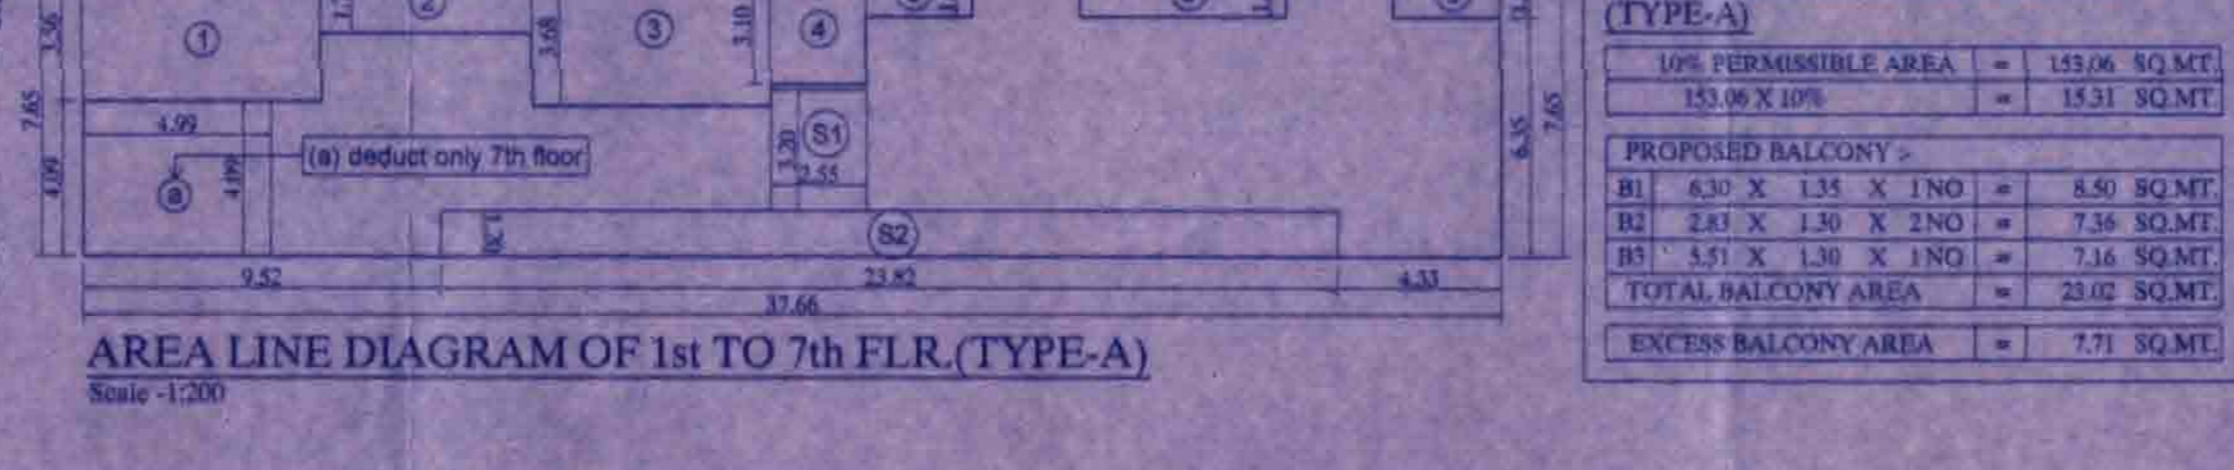 3.36
①
3.68
③
3.10
④
7.65
4.09
4.99
(a) deduct only 7th floor
ⓐ
4.09
3.20
S1
2.55
1.30
S2
6.35
7.65
9.52
23.82
4.33
37.66
AREA LINE DIAGRAM OF 1st TO 7th FLR.(TYPE-A)
Scale -1:200
(TYPE-A)
10% PERMISSIBLE AREA = 153.06 SQ.MT.
153.06 X 10% = 15.31 SQ.MT.
PROPOSED BALCONY :-
B1 6.30 X 1.35 X 1NO = 8.50 SQ.MT.
B2 2.83 X 1.30 X 2NO = 7.36 SQ.MT.
B3 5.51 X 1.30 X 1NO = 7.16 SQ.MT.
TOTAL BALCONY AREA = 23.02 SQ.MT.
EXCESS BALCONY AREA = 7.71 SQ.MT.